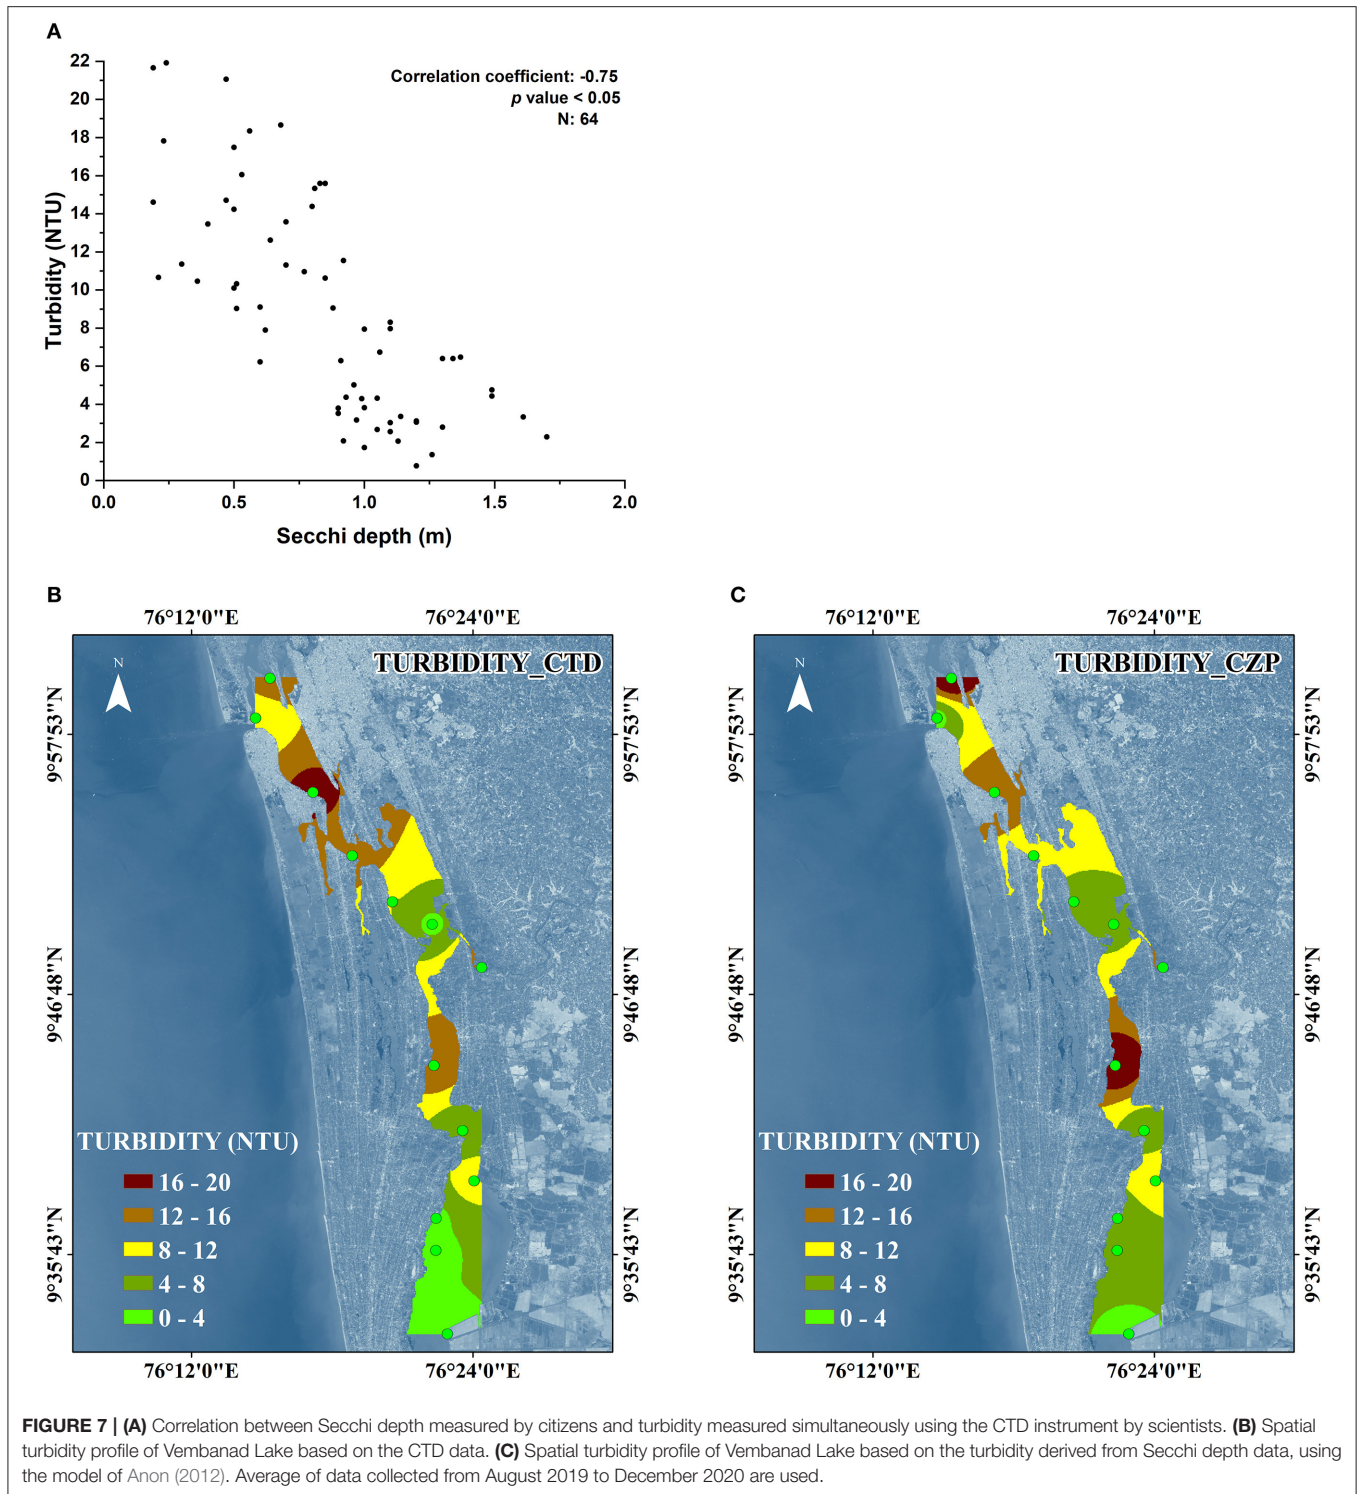 A
Correlation coefficient: -0.75
p value < 0.05
N: 64
Turbidity (NTU)
22
20
18
16
14
12
10
8
6
4
2
0
0.0 0.5 1.0 1.5 2.0
Secchi depth (m)
B
76°12'0"E 76°24'0"E
N
TURBIDITY_CTD
9°57'53"N 9°57'53"N
9°46'48"N 9°46'48"N
9°35'43"N 9°35'43"N
TURBIDITY (NTU)
16 - 20
12 - 16
8 - 12
4 - 8
0 - 4
76°12'0"E 76°24'0"E
C
76°12'0"E 76°24'0"E
N
TURBIDITY_CZP
9°57'53"N 9°57'53"N
9°46'48"N 9°46'48"N
9°35'43"N 9°35'43"N
TURBIDITY (NTU)
16 - 20
12 - 16
8 - 12
4 - 8
0 - 4
76°12'0"E 76°24'0"E
FIGURE 7 | (A) Correlation between Secchi depth measured by citizens and turbidity measured simultaneously using the CTD instrument by scientists. (B) Spatial
turbidity profile of Vembanad Lake based on the CTD data. (C) Spatial turbidity profile of Vembanad Lake based on the turbidity derived from Secchi depth data, using
the model of Anon (2012). Average of data collected from August 2019 to December 2020 are used.